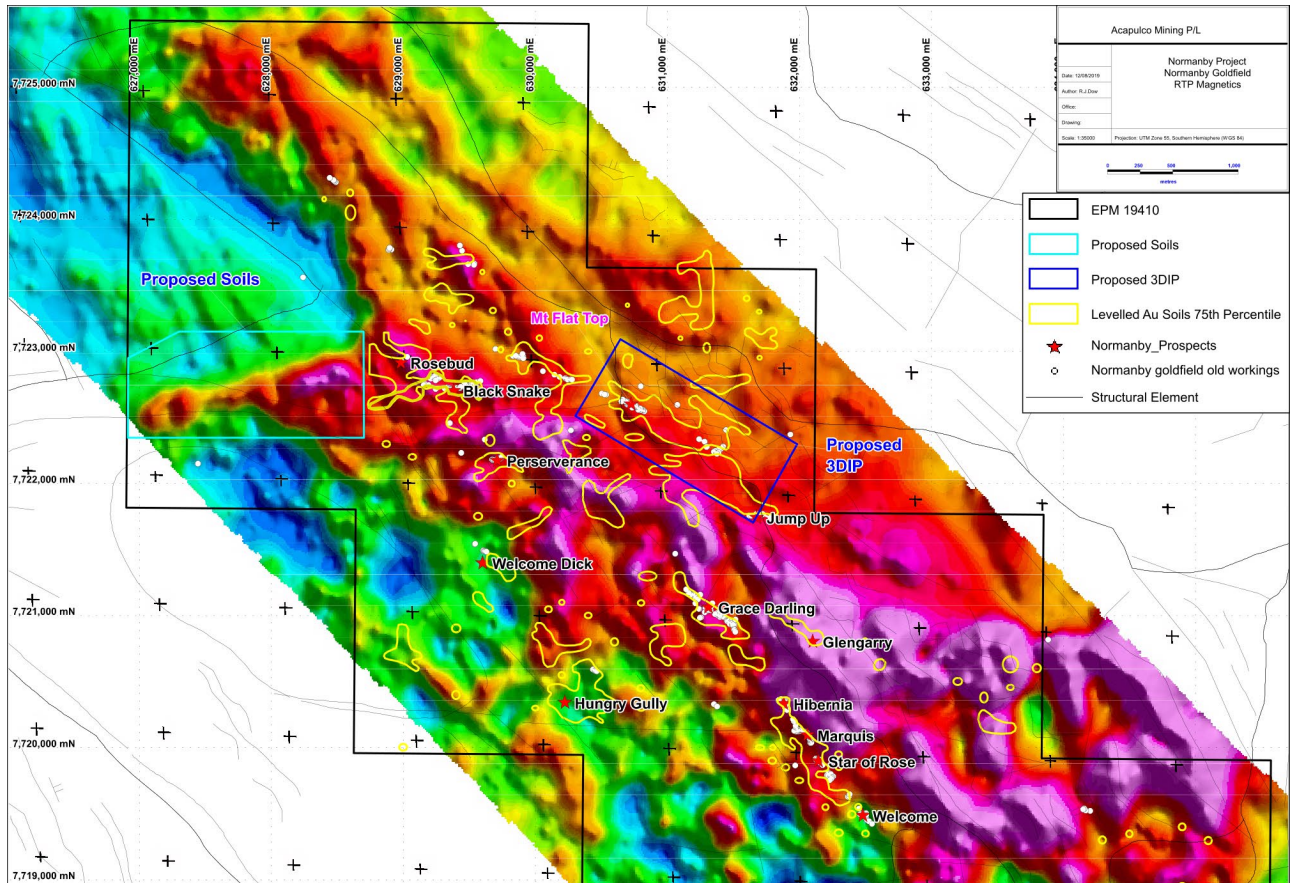 Acapulco Mining P/L
Normanby Project
Normanby Goldfield
RTP Magnetics
Date: 12/08/2019
Author: R.J.Dow
Office:
Drawing:
Scale: 1:35000
Projection: UTM Zone 55, Southern Hemisphere (WGS 84)
0 250 500 1,000
metres
EPM 19410
Proposed Soils
Proposed 3DIP
Levelled Au Soils 75th Percentile
Normanby_Prospects
Normanby goldfield old workings
Structural Element
627,000 mE
628,000 mE
629,000 mE
630,000 mE
631,000 mE
632,000 mE
633,000 mE
7,725,000 mN
7,724,000 mN
7,723,000 mN
7,722,000 mN
7,721,000 mN
7,720,000 mN
7,719,000 mN
Proposed Soils
Mt Flat Top
Rosebud
Black Snake
Perserverance
Proposed
3DIP
Jump Up
Welcome Dick
Grace Darling
Glengarry
Hungry Gully
Hibernia
Marquis
Star of Rose
Welcome